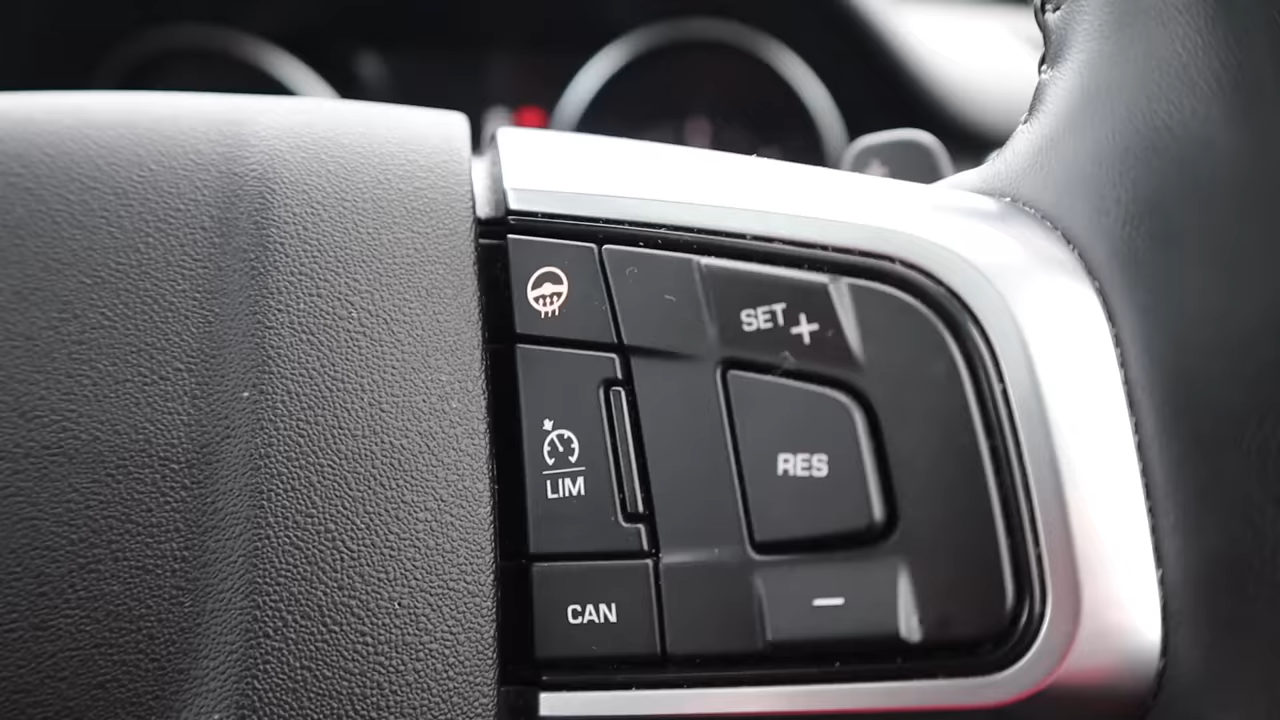 SET +
RES
LIM
CAN
−